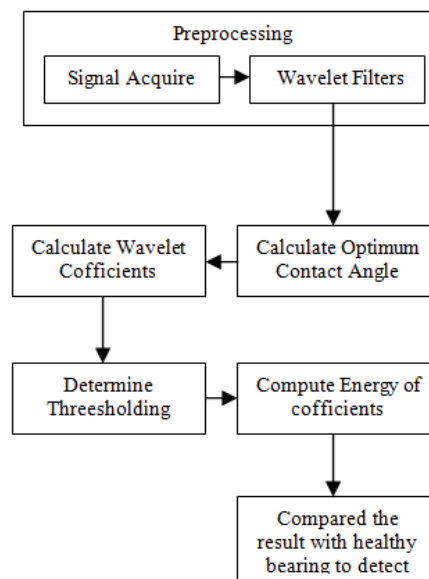 Preprocessing
Signal Acquire
Wavelet Filters
Calculate Optimum
Contact Angle
Calculate Wavelet
Cofficients
Determine
Threesholding
Compute Energy of
cofficients
Compared the
result with healthy
bearing to detect